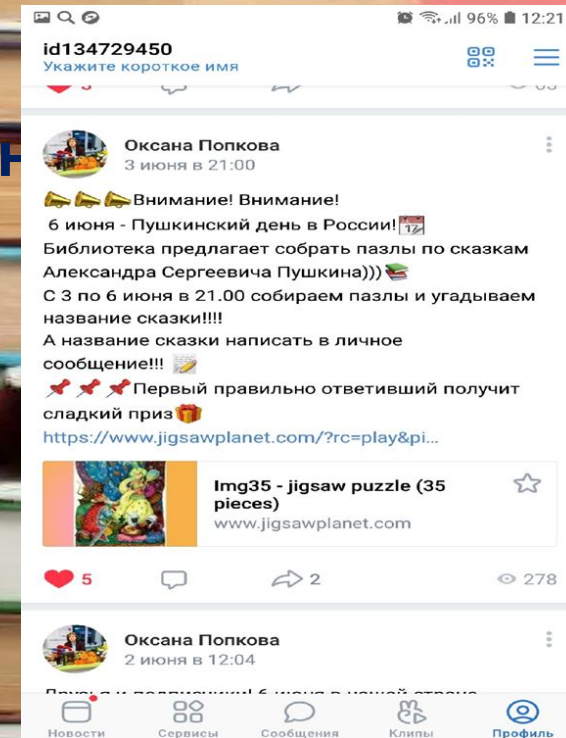 96% 12:21
id134729450
Укажите короткое имя
Н
Оксана Попкова
3 июня в 21:00
Внимание! Внимание!
6 июня - Пушкинский день в России!
Библиотека предлагает собрать пазлы по сказкам
Александра Сергеевича Пушкина)))
С 3 по 6 июня в 21.00 собираем пазлы и угадываем
название сказки!!!!
А название сказки написать в личное
сообщение!!!
Первый правильно ответивший получит
сладкий приз
https://www.jigsawplanet.com/?rc=play&pi...
Img35 - jigsaw puzzle (35
pieces)
www.jigsawplanet.com
5 2 278
Оксана Попкова
2 июня в 12:04
Новости Сервисы Сообщения Клипы Профиль